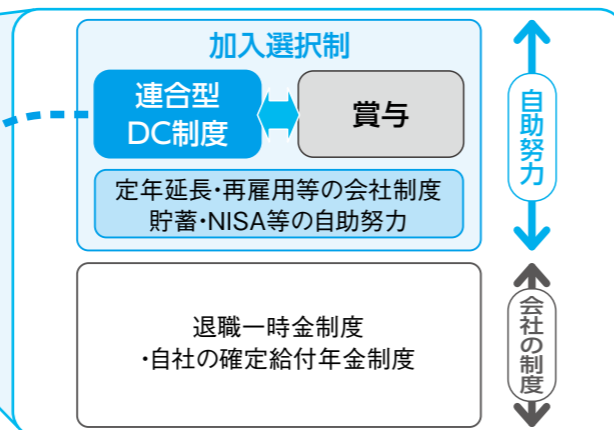 加入選択制
連合型
DC制度
賞与
定年延長・再雇用等の会社制度
貯蓄・NISA等の自助努力
自助努力
退職一時金制度
・自社の確定給付年金制度
会社の制度